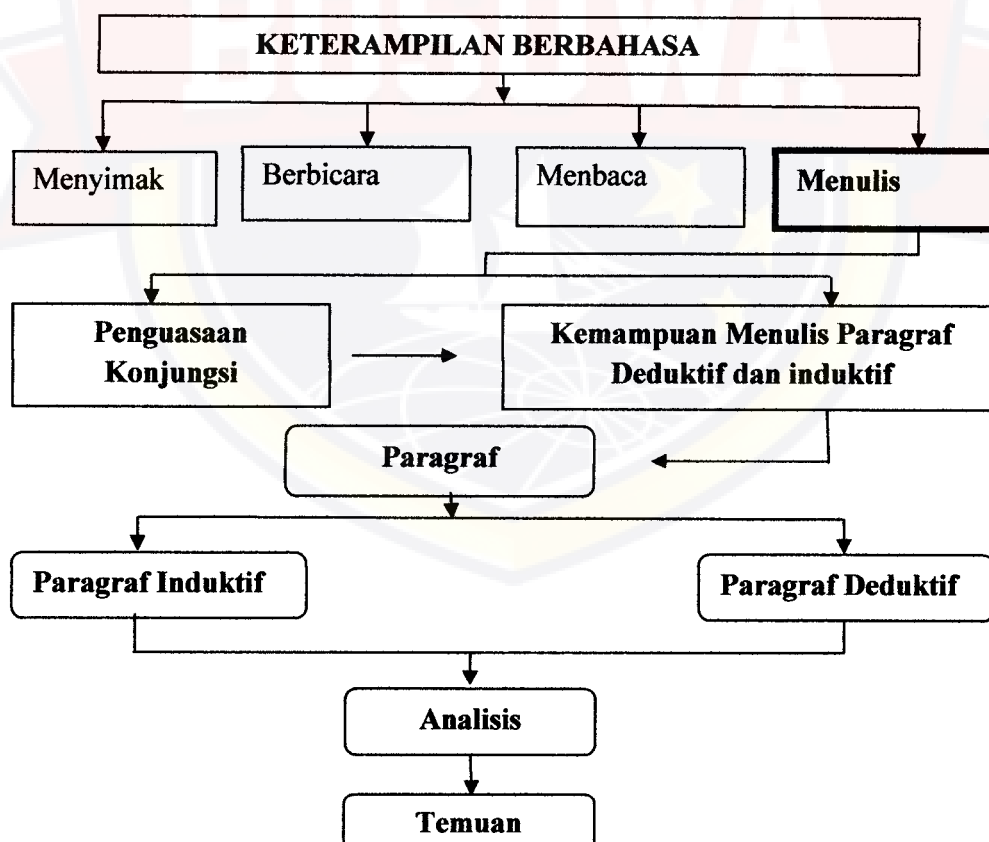 KETERAMPILAN BERBAHASA
Menyimak
Berbicara
Menbaca
Menulis
Penguasaan
Konjungsi
Kemampuan Menulis Paragraf
Deduktif dan induktif
Paragraf
Paragraf Induktif
Paragraf Deduktif
Analisis
Temuan